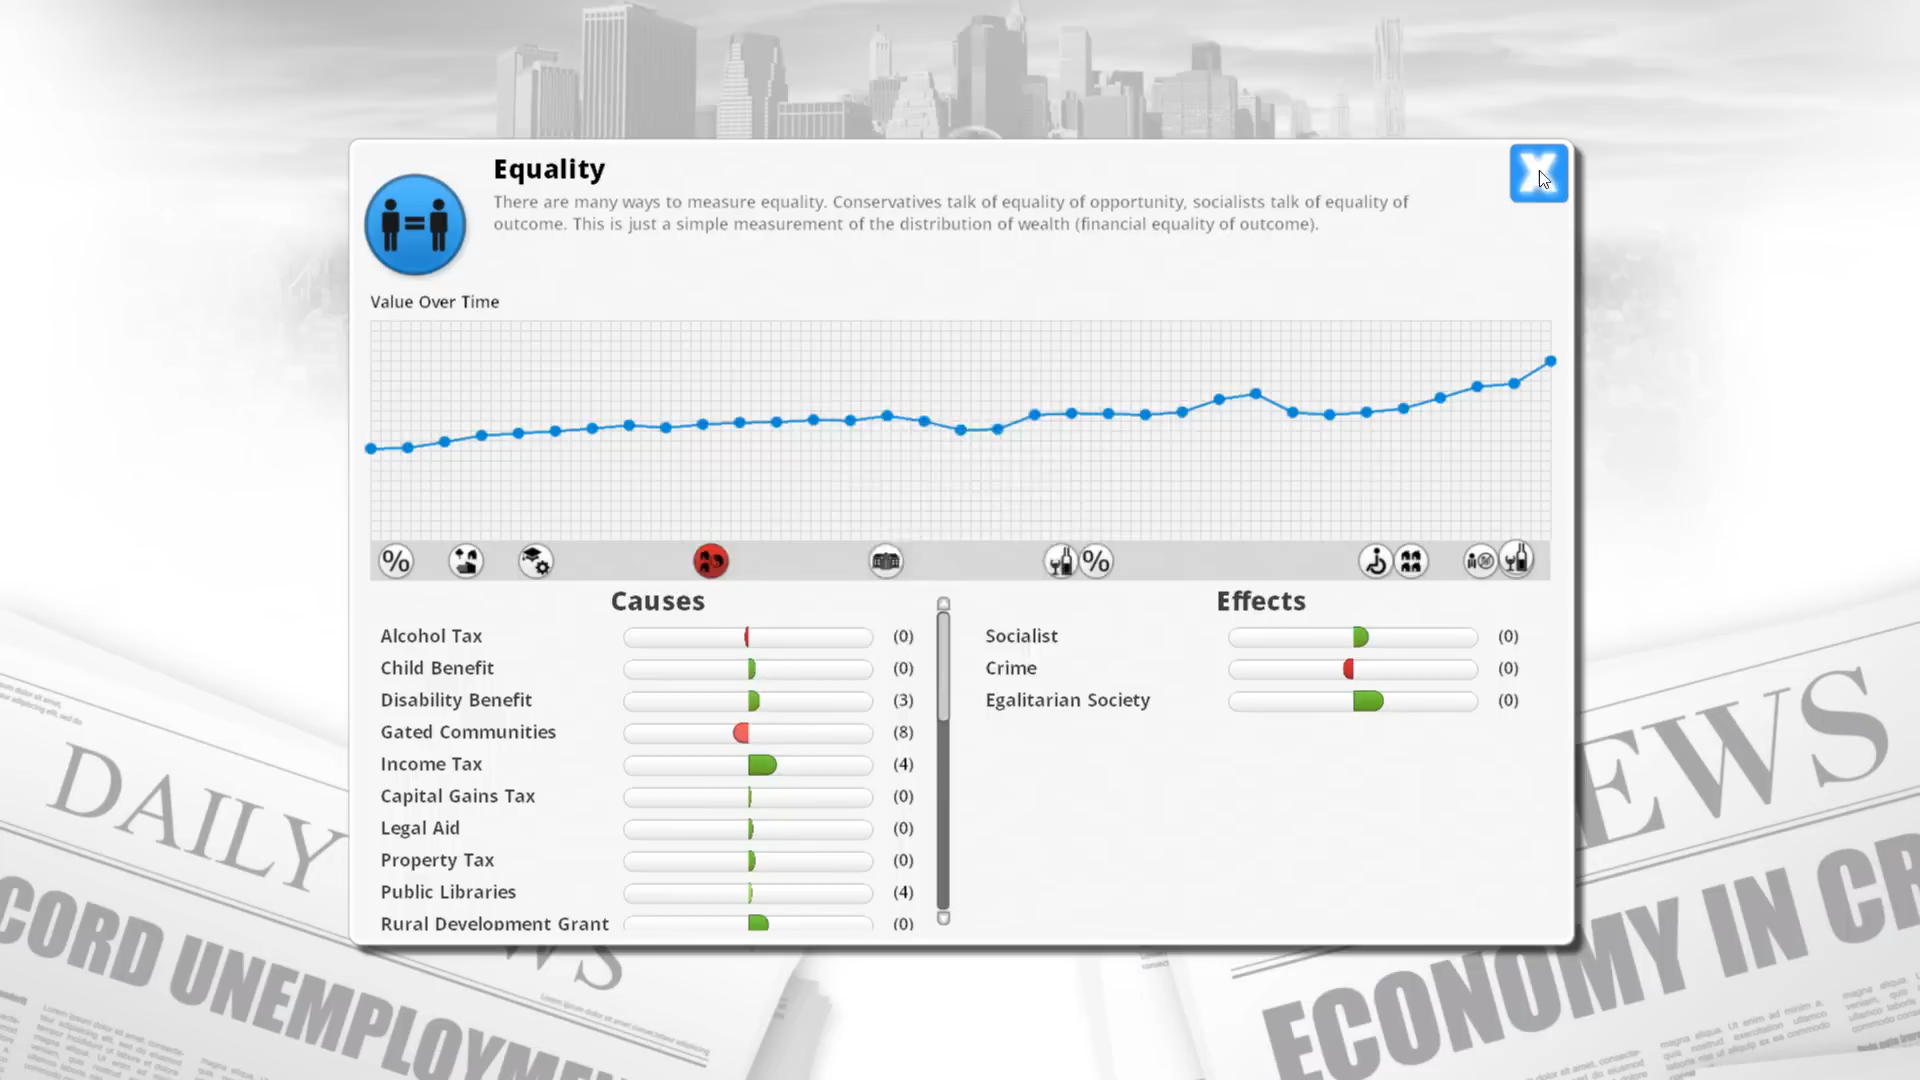 Equality
There are many ways to measure equality. Conservatives talk of equality of opportunity, socialists talk of equality of
outcome. This is just a simple measurement of the distribution of wealth (financial equality of outcome).
Value Over Time
% %
Causes
Alcohol Tax (0)
Child Benefit (0)
Disability Benefit (3)
Gated Communities (8)
Income Tax (4)
Capital Gains Tax (0)
Legal Aid (0)
Property Tax (0)
Public Libraries (4)
Rural Development Grant (0)
Effects
Socialist (0)
Crime (0)
Egalitarian Society (0)
DAILY
WS
CORD UNEMPLOYME
EWS
ECONOMY IN CR